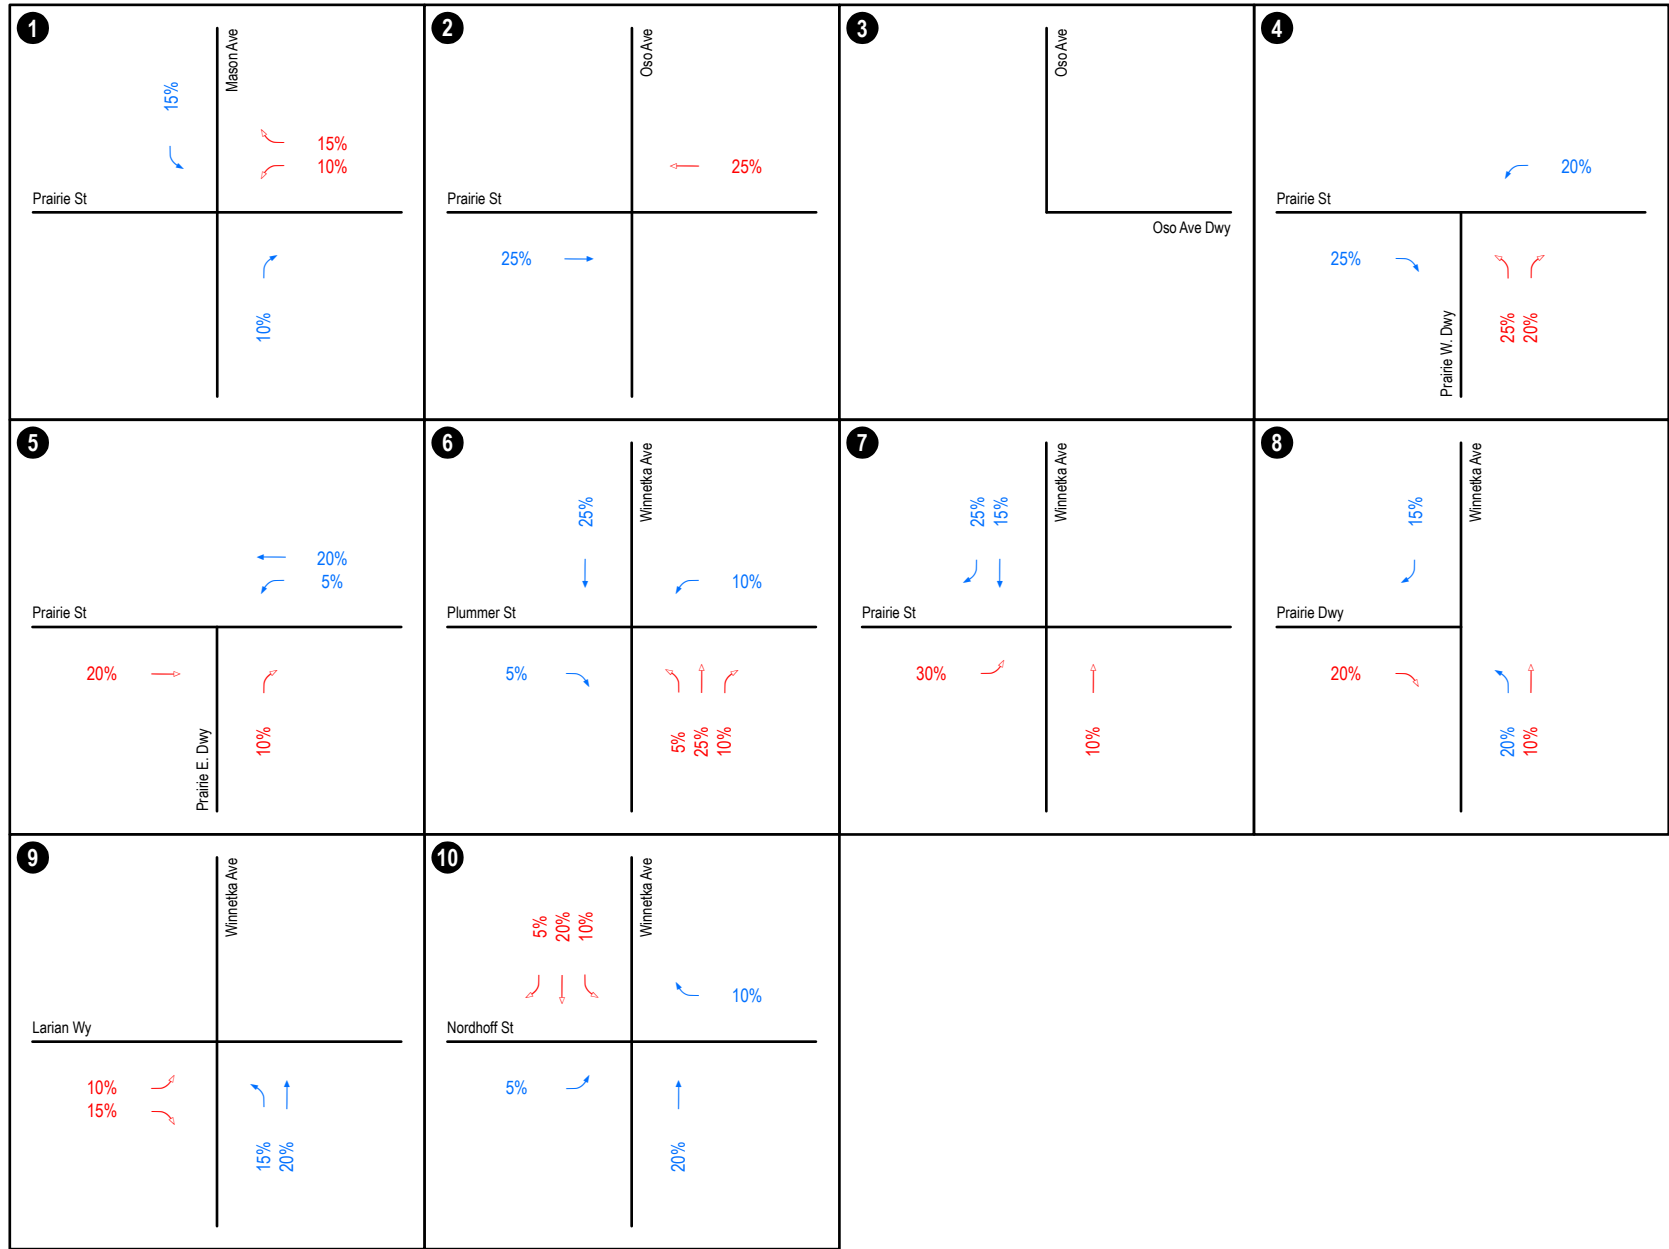 1
Mason Ave
15%
15%
10%
Prairie St
10%
2
Oso Ave
25%
Prairie St
25%
3
Oso Ave
Oso Ave Dwy
4
20%
Prairie St
25%
Prairie W. Dwy
25%
20%
5
20%
5%
Prairie St
20%
Prairie E. Dwy
10%
6
Winnetka Ave
25%
10%
Plummer St
5%
5%
25%
10%
7
Winnetka Ave
25%
15%
Prairie St
30%
10%
8
Winnetka Ave
15%
Prairie Dwy
20%
20%
10%
9
Winnetka Ave
Larian Wy
10%
15%
15%
20%
10
Winnetka Ave
5%
20%
10%
10%
Nordhoff St
5%
20%